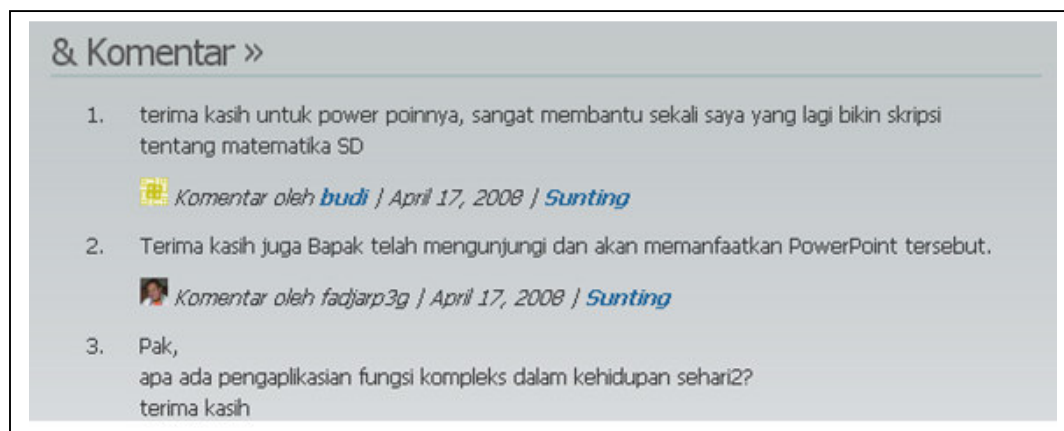 & Komentar »
1. terima kasih untuk power poinnya, sangat membantu sekali saya yang lagi bikin skripsi
tentang matematika SD
Komentar oleh budi | April 17, 2008 | Sunting
2. Terima kasih juga Bapak telah mengunjungi dan akan memanfaatkan PowerPoint tersebut.
Komentar oleh fadjarp3g | April 17, 2008 | Sunting
3. Pak,
apa ada pengaplikasian fungsi kompleks dalam kehidupan sehari2?
terima kasih